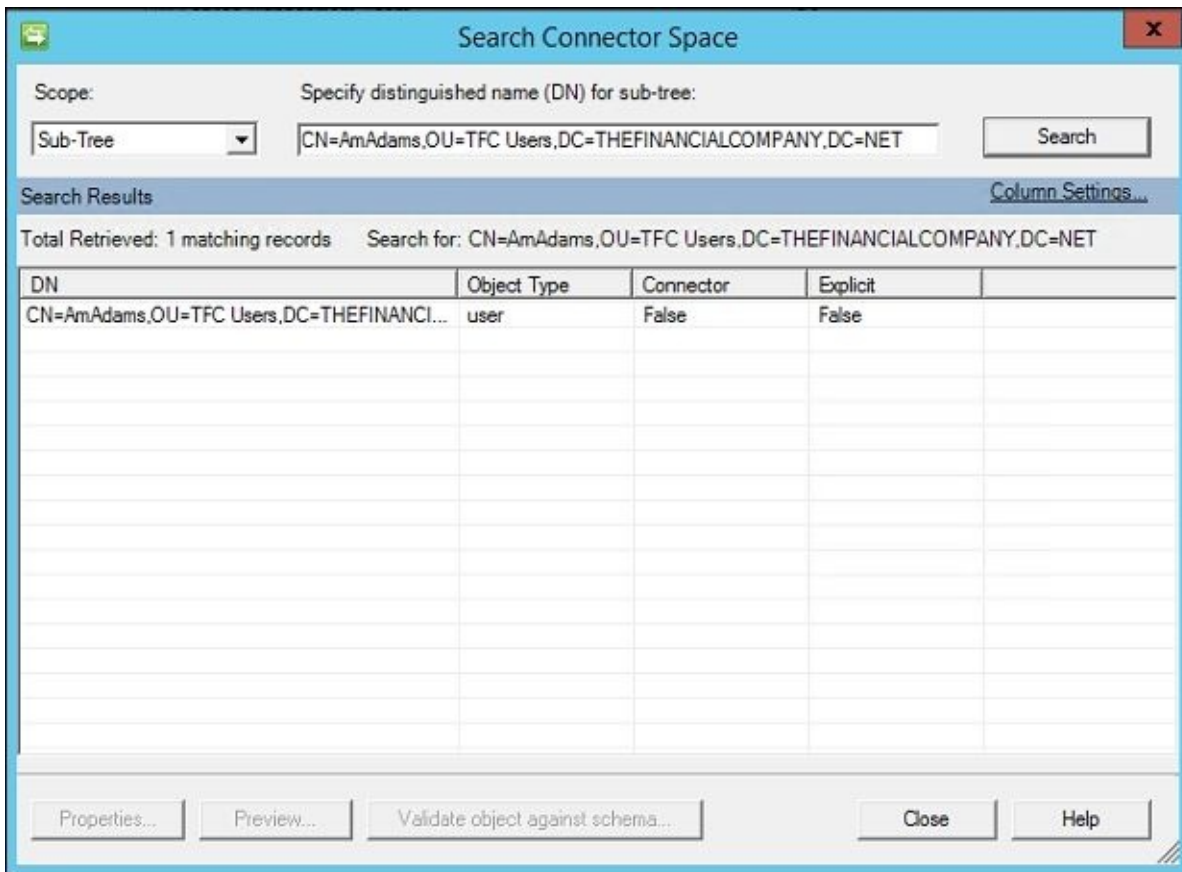 Search Connector Space
x
Scope:
Specify distinguished name (DN) for sub-tree:
Sub-Tree
CN=AmAdams,OU=TFC Users,DC=THEFINANCIALCOMPANY,DC=NET
Search
Search Results
Column Settings...
Total Retrieved: 1 matching records
Search for: CN=AmAdams,OU=TFC Users,DC=THEFINANCIALCOMPANY,DC=NET
DN
Object Type
Connector
Explicit
CN=AmAdams,OU=TFC Users,DC=THEFINANCI...
user
False
False
Properties...
Preview...
Validate object against schema...
Close
Help